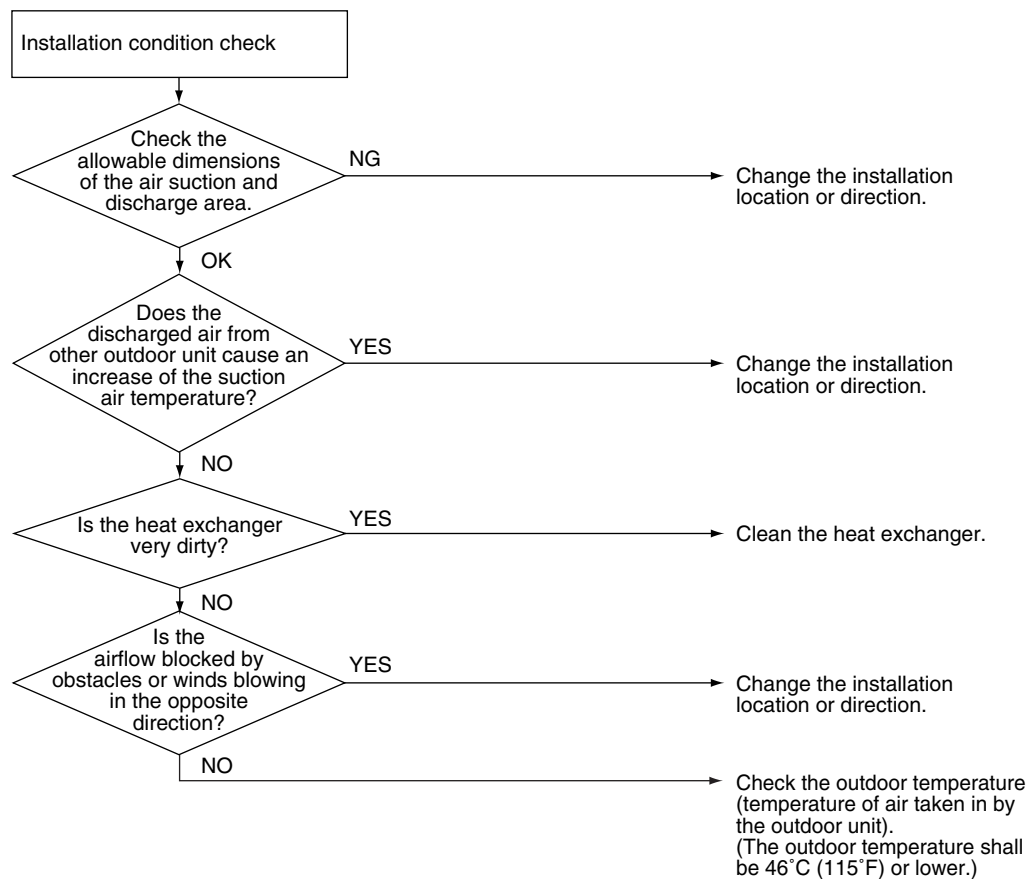 Installation condition check
Check the
allowable dimensions
of the air suction and
discharge area.
NG
Change the installation
location or direction.
OK
Does the
discharged air from
other outdoor unit cause an
increase of the suction
air temperature?
YES
Change the installation
location or direction.
NO
Is the heat exchanger
very dirty?
YES
Clean the heat exchanger.
NO
Is the
airflow blocked by
obstacles or winds blowing
in the opposite
direction?
YES
Change the installation
location or direction.
NO
Check the outdoor temperature
(temperature of air taken in by
the outdoor unit).
(The outdoor temperature shall
be 46˚C (115˚F) or lower.)